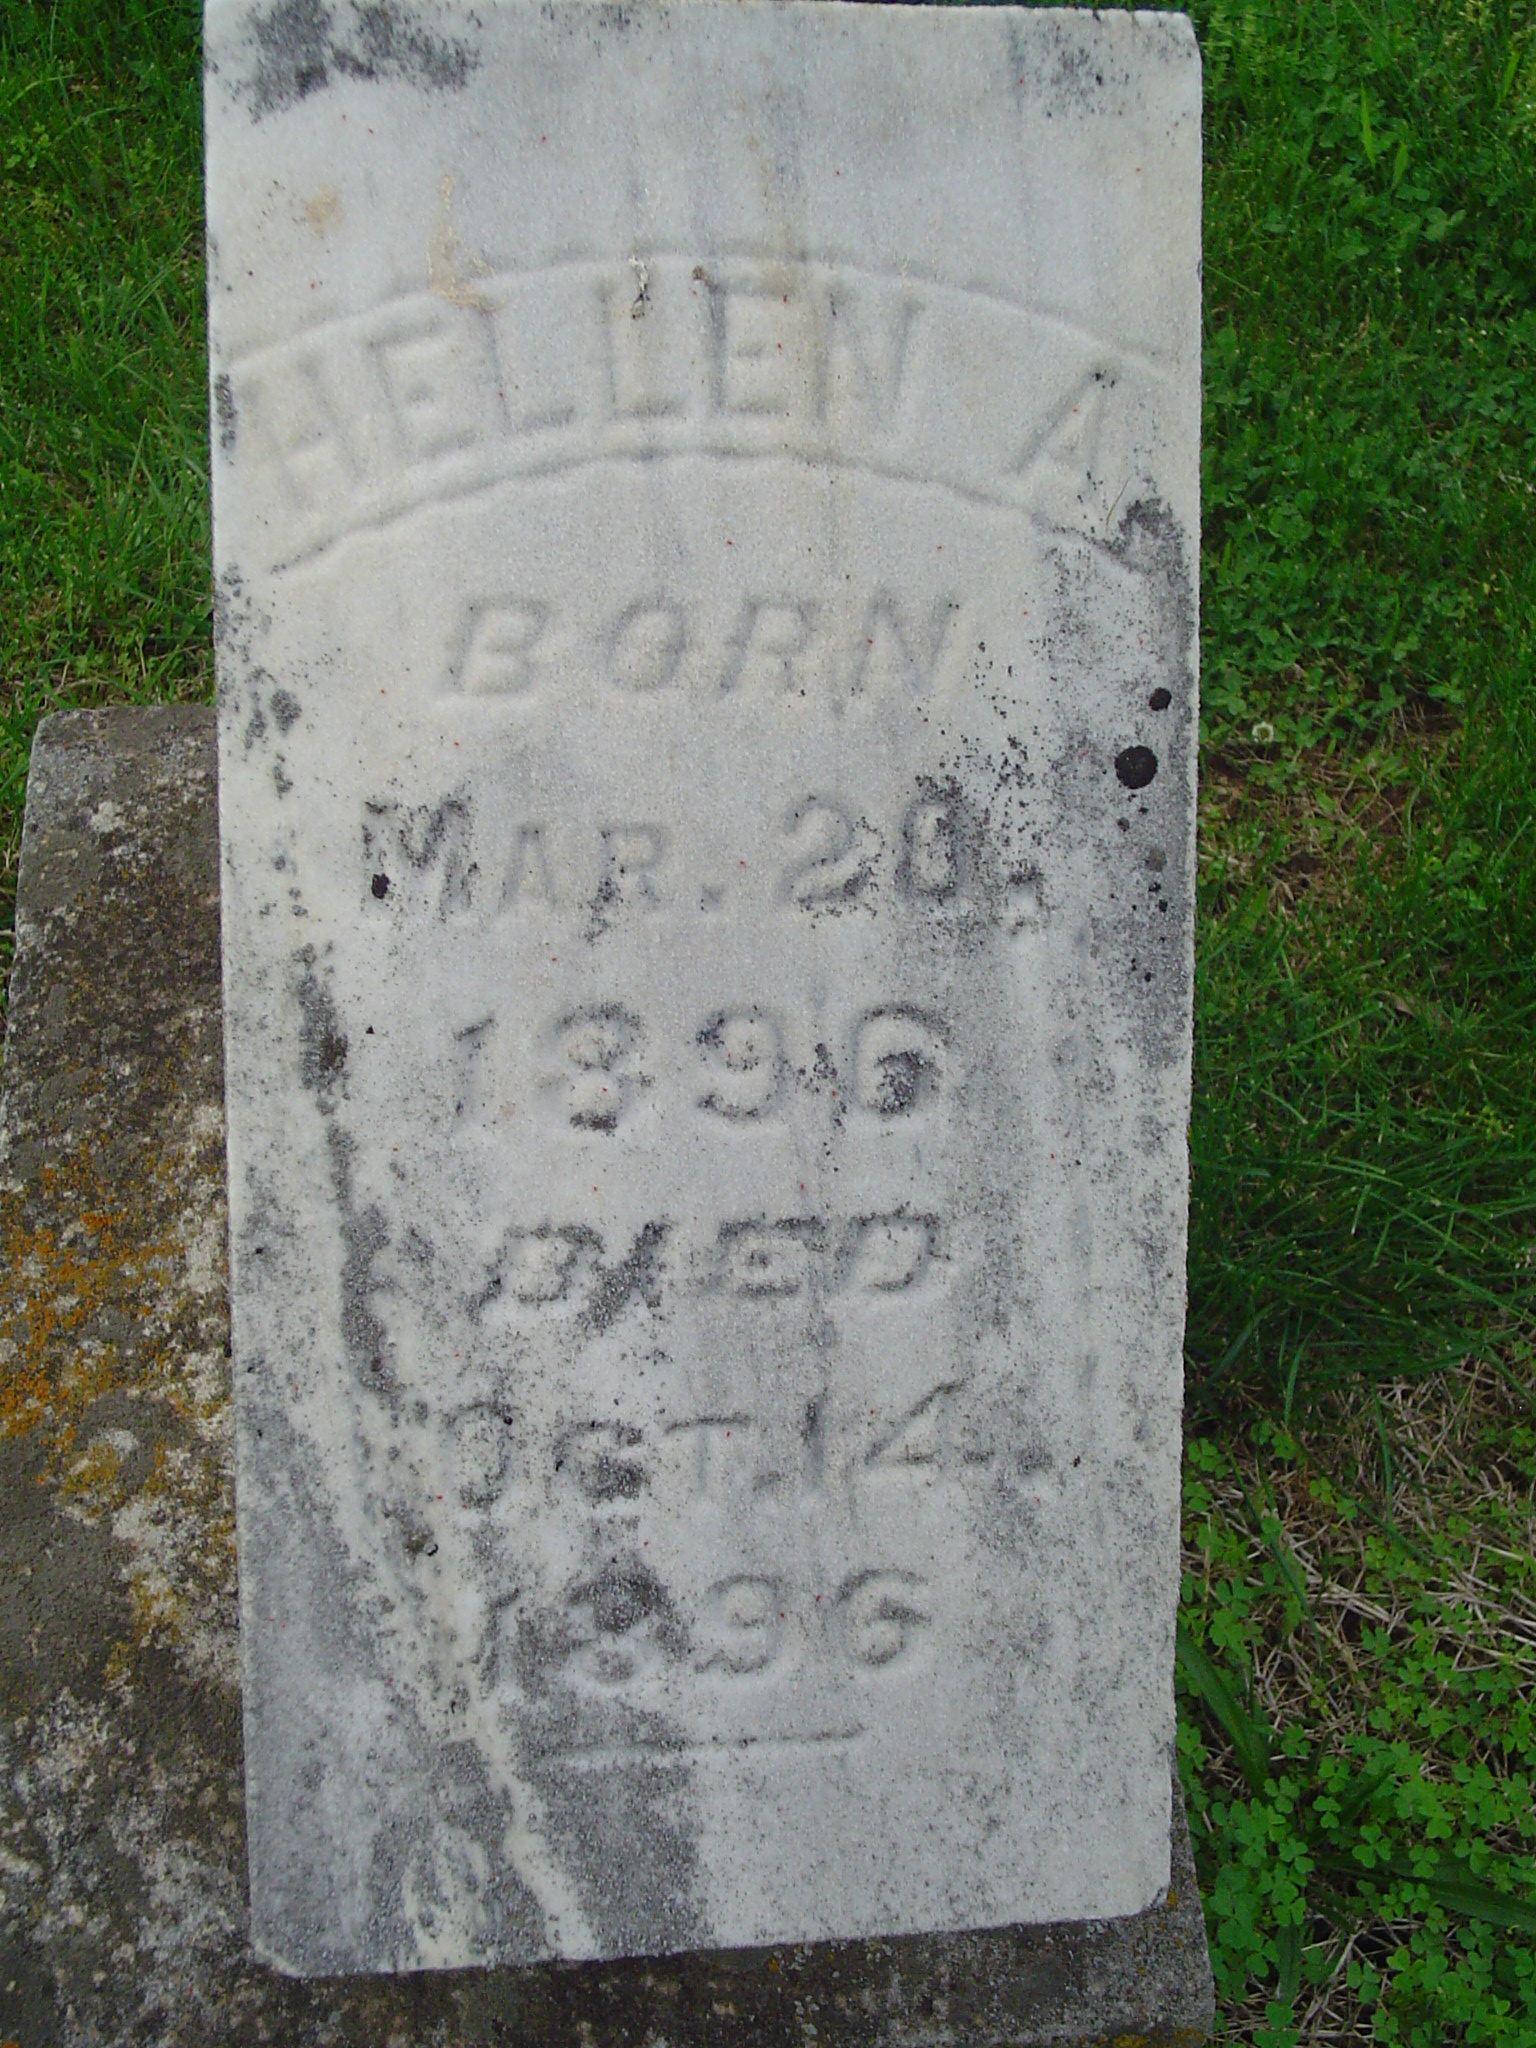 HELLEN A
BORN
MAR. 20.
1896
DIED
OCT. 14.
1896